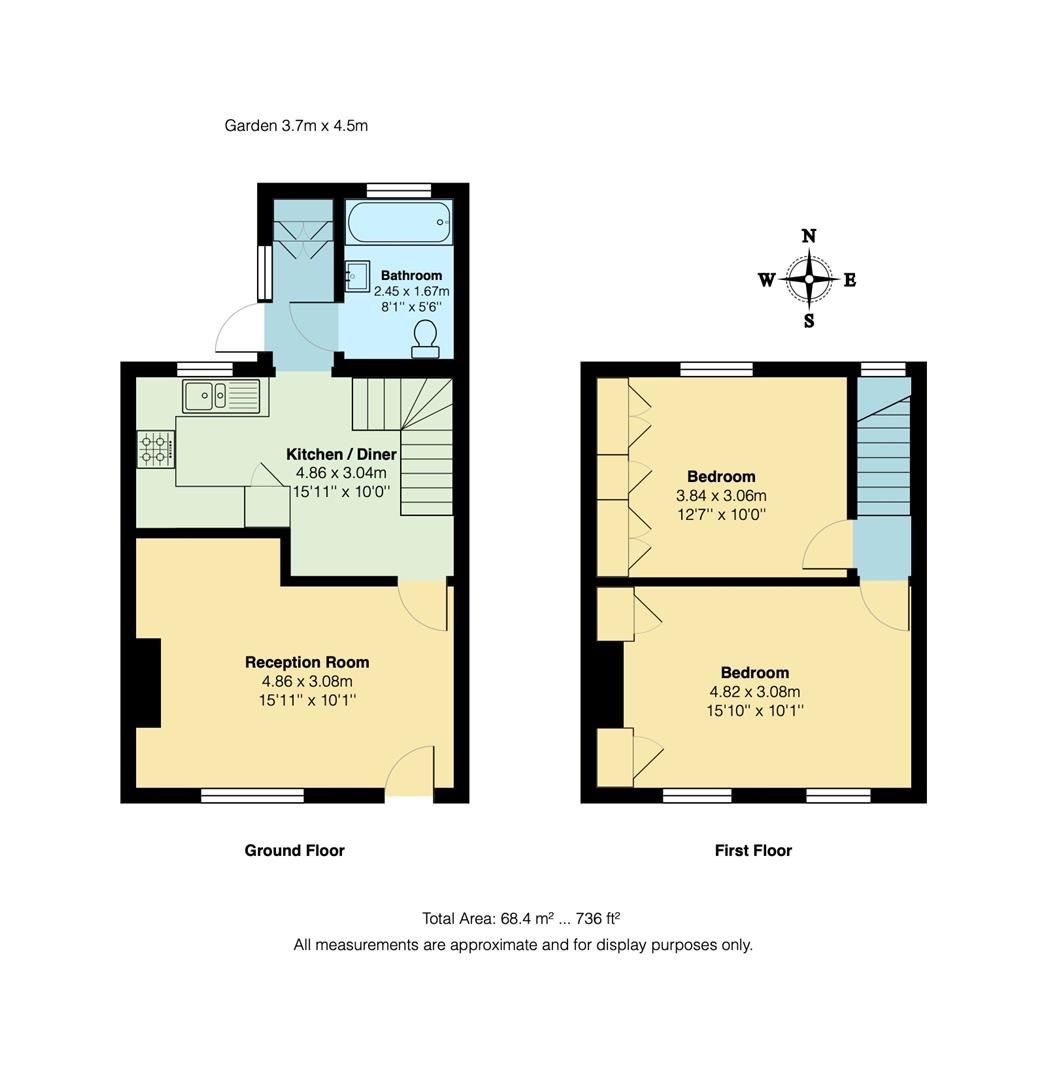 Garden 3.7m x 4.5m
Bathroom
2.45 x 1.67m
8'1'' x 5'6''
Kitchen / Diner
4.86 x 3.04m
15'11'' x 10'0''
Reception Room
4.86 x 3.08m
15'11'' x 10'1''
Ground Floor
N
W E
S
Bedroom
3.84 x 3.06m
12'7'' x 10'0''
Bedroom
4.82 x 3.08m
15'10'' x 10'1''
First Floor
Total Area: 68.4 m² ... 736 ft²
All measurements are approximate and for display purposes only.